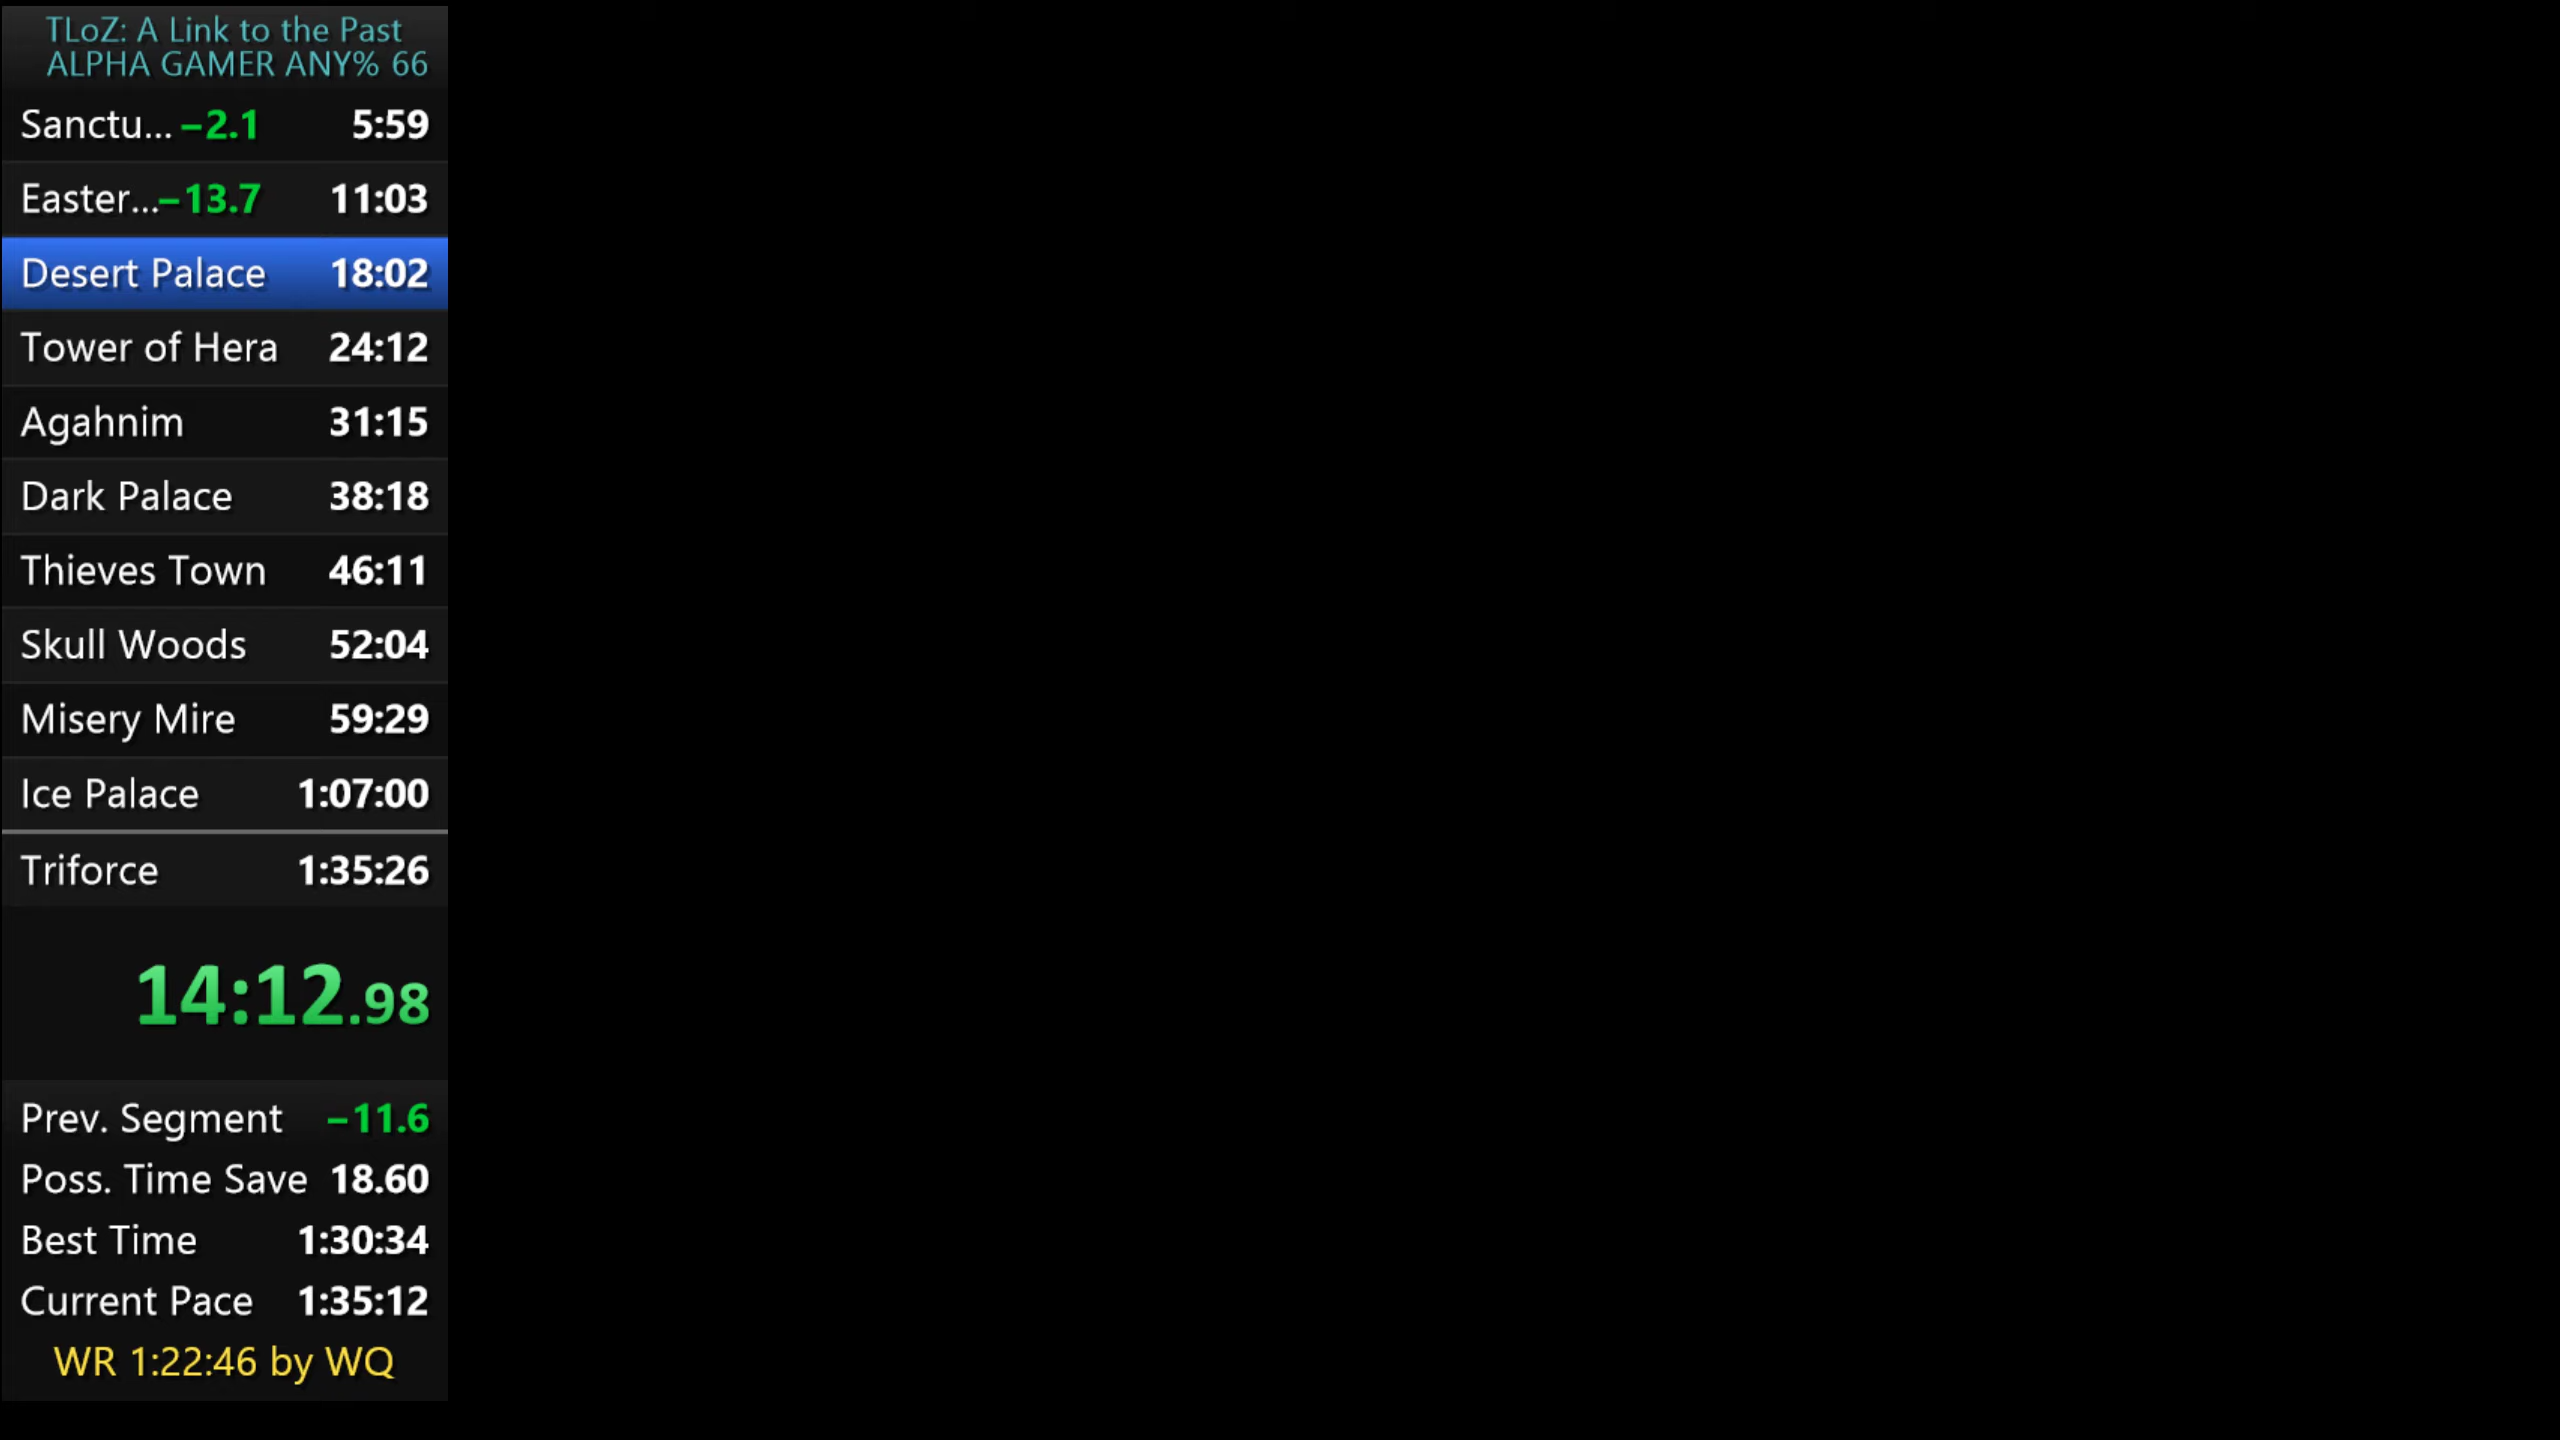 TLoZ: A Link to the Past
ALPHA GAMER ANY% 66
Sanctu... −2.1 5:59
Easter... −13.7 11:03
Desert Palace 18:02
Tower of Hera 24:12
Agahnim 31:15
Dark Palace 38:18
Thieves Town 46:11
Skull Woods 52:04
Misery Mire 59:29
Ice Palace 1:07:00
Triforce 1:35:26
14:12.98
Prev. Segment −11.6
Poss. Time Save 18.60
Best Time 1:30:34
Current Pace 1:35:12
WR 1:22:46 by WQ